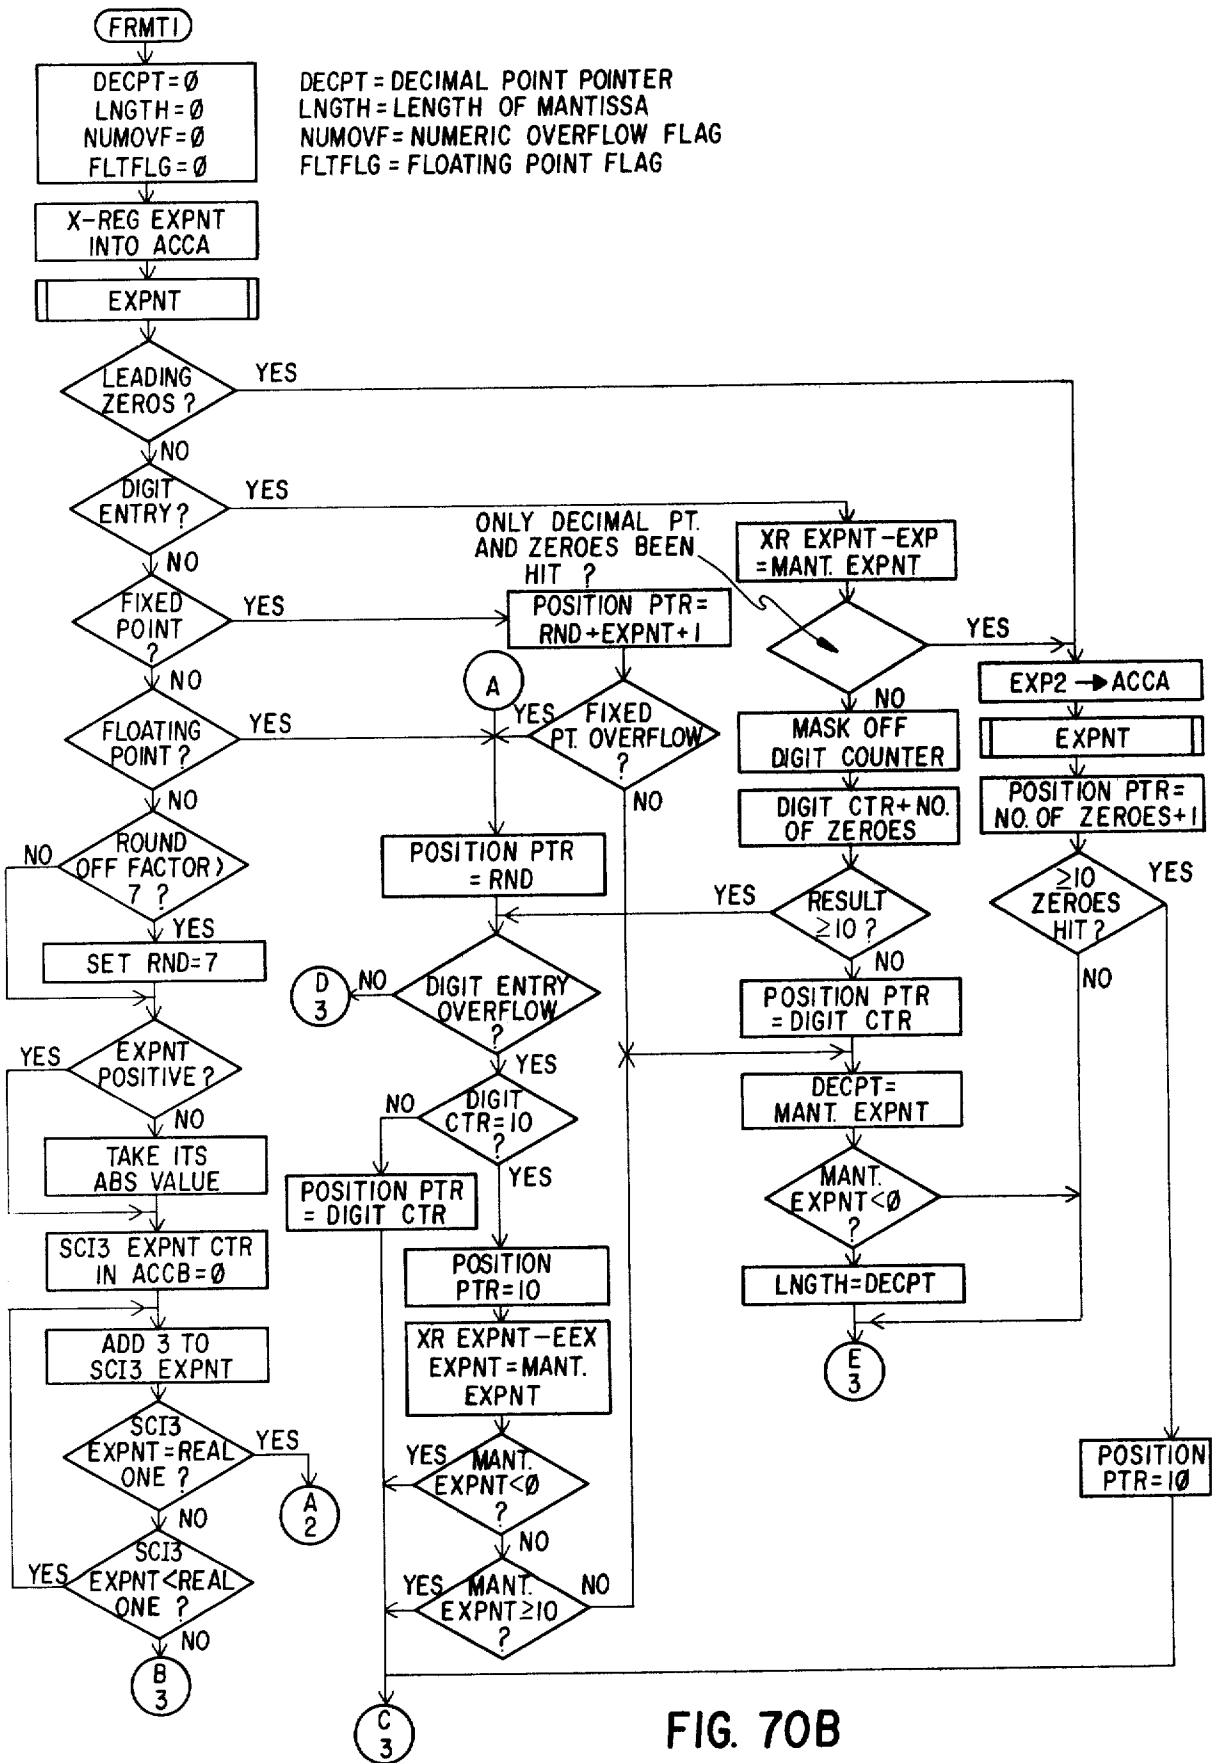 FRMT1
DECPT=Ø
LNGTH=Ø
NUMOVF=Ø
FLTFLG=Ø
DECPT=DECIMAL POINT POINTER
LNGTH=LENGTH OF MANTISSA
NUMOVF=NUMERIC OVERFLOW FLAG
FLTFLG=FLOATING POINT FLAG
X-REG EXPNT
INTO ACCA
EXPNT
LEADING
ZEROS?
YES
NO
DIGIT
ENTRY?
YES
NO
FIXED
POINT
?
YES
NO
FLOATING
POINT?
YES
NO
ROUND
OFF FACTOR>
7 ?
NO
YES
SET RND=7
EXPNT
POSITIVE?
YES
NO
TAKE ITS
ABS VALUE
SCI3 EXPNT CTR
IN ACCB=Ø
ADD 3 TO
SCI3 EXPNT
SCI3
EXPNT=REAL
ONE ?
YES
A
2
NO
SCI3
EXPNT<REAL
ONE ?
YES
NO
B
3
ONLY DECIMAL PT.
AND ZEROES BEEN
HIT ?
POSITION PTR=
RND+EXPNT+1
A
FIXED
PT. OVERFLOW
?
YES
NO
POSITION PTR
=RND
DIGIT ENTRY
OVERFLOW
?
NO
D
3
YES
DIGIT
CTR=10
?
NO
YES
POSITION PTR
=DIGIT CTR
POSITION
PTR=10
XR EXPNT-EEX
EXPNT=MANT.
EXPNT
MANT.
EXPNT<Ø
?
YES
NO
MANT.
EXPNT≥10
?
YES
NO
C
3
XR EXPNT-EXP
=MANT. EXPNT
YES
NO
MASK OFF
DIGIT COUNTER
DIGIT CTR+NO.
OF ZEROES
RESULT
≥10?
YES
NO
POSITION PTR
=DIGIT CTR
DECPT=
MANT. EXPNT
MANT.
EXPNT<Ø
?
LNGTH=DECPT
E
3
EXP2→ACCA
EXPNT
POSITION PTR=
NO. OF ZEROES+1
≥10
ZEROES
HIT?
YES
NO
POSITION
PTR=1Ø
FIG. 70B